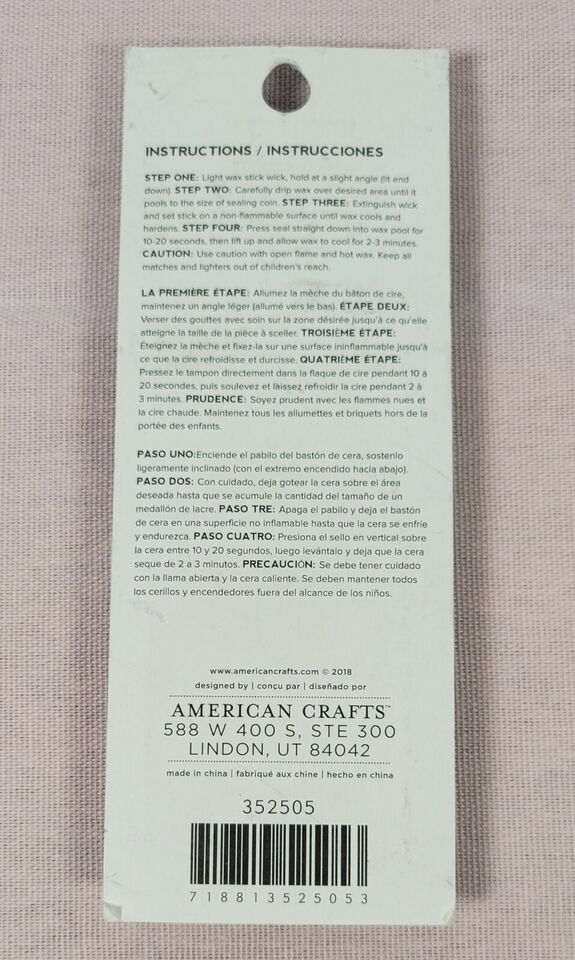 INSTRUCTIONS / INSTRUCCIONES
STEP ONE: Light wax stick wick, hold at a slight angle (lit end
down). STEP TWO: Carefully drip wax over desired area until it
pools to the size of sealing coin. STEP THREE: Extinguish wick
and set stick on a non-flammable surface until wax cools and
hardens. STEP FOUR: Press seal straight down into wax pool for
10-20 seconds, then lift up and allow wax to cool for 2-3 minutes.
CAUTION: Use caution with open flame and hot wax. Keep all
matches and lighters out of children's reach.
LA PREMIÈRE ÉTAPE: Allumez la mèche du bâton de cire,
maintenez un angle léger (allumé vers le bas). ÉTAPE DEUX:
Verser des gouttes avec soin sur la zone désirée jusqu'à ce qu'elle
atteigne la taille de la pièce à sceller. TROISIÈME ÉTAPE:
Éteignez la mèche et fixez-la sur une surface ininflammable jusqu'à
ce que la cire refroidisse et durcisse. QUATRIÈME ÉTAPE:
Pressez le tampon directement dans la flaque de cire pendant 10 à
20 secondes, puis soulevez et laissez refroidir la cire pendant 2 à
3 minutes. PRUDENCE: Soyez prudent avec les flammes nues et
la cire chaude. Maintenez tous les allumettes et briquets hors de la
portée des enfants.
PASO UNO:Enciende el pabilo del bastón de cera, sostenlo
ligeramente inclinado (con el extremo encendido hacia abajo).
PASO DOS: Con cuidado, deja gotear la cera sobre el área
deseada hasta que se acumule la cantidad del tamaño de un
medallón de lacre. PASO TRE: Apaga el pabilo y deja el bastón
de cera en una superficie no inflamable hasta que la cera se enfríe
y endurezca. PASO CUATRO: Presiona el sello en vertical sobre
la cera entre 10 y 20 segundos, luego levántalo y deja que la cera
seque de 2 a 3 minutos. PRECAUCIÓN: Se debe tener cuidado
con la llama abierta y la cera caliente. Se deben mantener todos
los cerillos y encendedores fuera del alcance de los niños.
www.americancrafts.com © 2018
designed by | conçu par | diseñado por
AMERICAN CRAFTS™
588 W 400 S, STE 300
LINDON, UT 84042
made in china | fabriqué aux chine | hecho en china
352505
718813525053